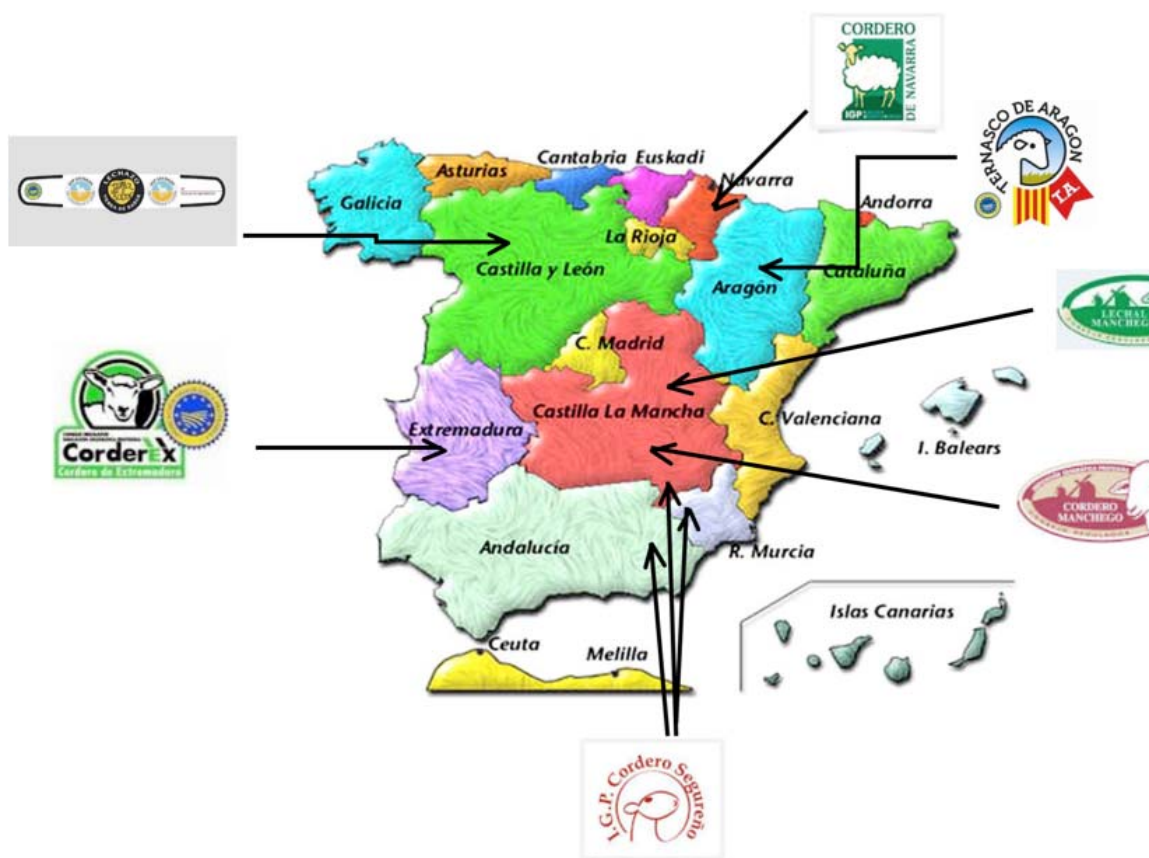 CORDERO
DE NAVARRA
IGP
TERNASCO DE ARAGON
I.A.
Cantabria Euskadi
Asturias
Navarra
Galicia
Andorra
La Rioja
LECHAZO
Castilla y León
Cataluña
Aragón
LECHAL
MANCHEGO
C. Madrid
Castilla La Mancha
C. Valenciana
Extremadura
I. Balears
CorderEx
Cordero de Extremadura
CORDERO
MANCHEGO
Andalucía
R. Murcia
Islas Canarias
Ceuta
Melilla
I.G.P. Cordero Segureño